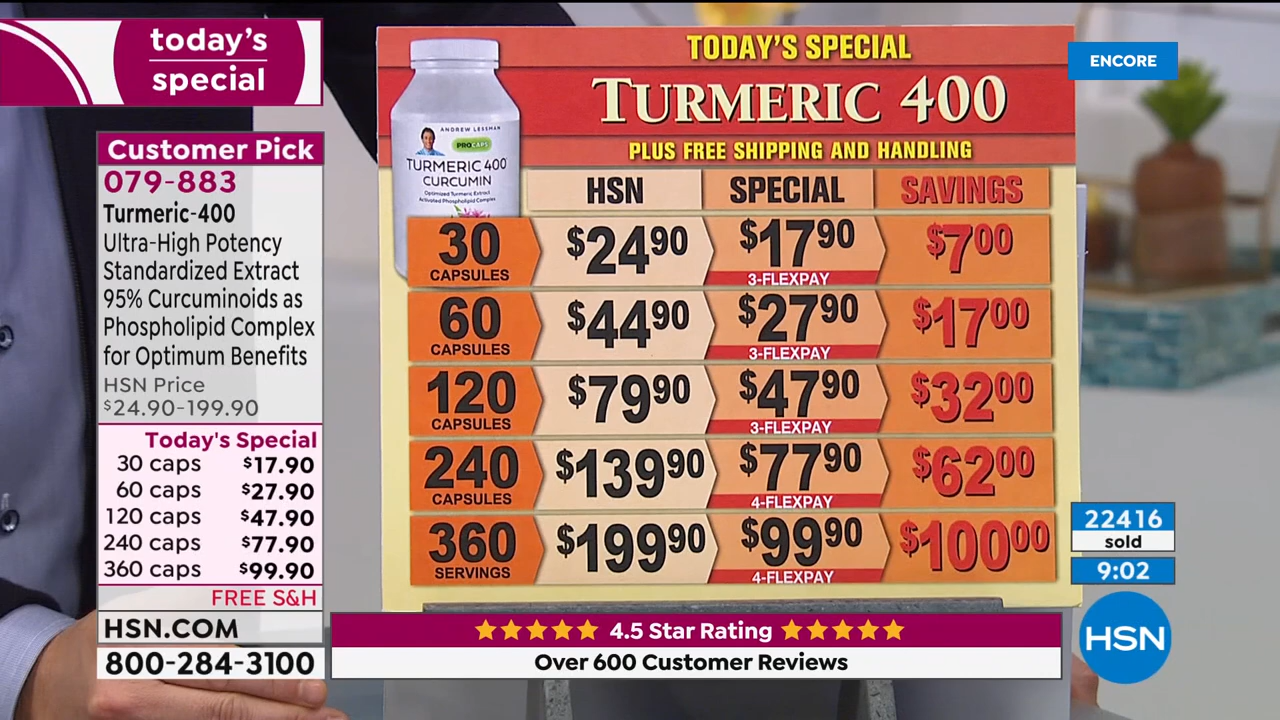 today's
special
Customer Pick
079-883
Turmeric-400
Ultra-High Potency
Standardized Extract
95% Curcuminoids as
Phospholipid Complex
for Optimum Benefits
HSN Price
$24.90-199.90
Today's Special
30 caps $17.90
60 caps $27.90
120 caps $47.90
240 caps $77.90
360 caps $99.90
FREE S&H
HSN.COM
800-284-3100
TODAY'S SPECIAL
TURMERIC 400
PLUS FREE SHIPPING AND HANDLING
ANDREW LESSMAN
PROCAPS
TURMERIC 400
CURCUMIN
Optimized Turmeric Extract
Activated Phospholipid Complex
HSN SPECIAL SAVINGS
30 CAPSULES $24.90 $17.90 3-FLEXPAY $7.00
60 CAPSULES $44.90 $27.90 3-FLEXPAY $17.00
120 CAPSULES $79.90 $47.90 3-FLEXPAY $32.00
240 CAPSULES $139.90 $77.90 4-FLEXPAY $62.00
360 SERVINGS $199.90 $99.90 4-FLEXPAY $100.00
ENCORE
22416
sold
9:02
HSN
4.5 Star Rating
Over 600 Customer Reviews